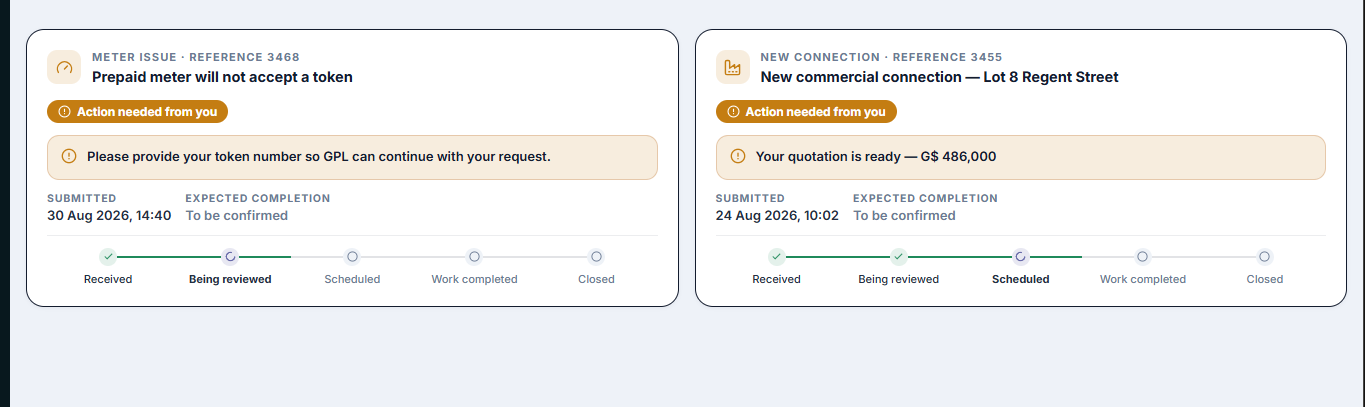 METER ISSUE · REFERENCE 3468
Prepaid meter will not accept a token
Action needed from you
Please provide your token number so GPL can continue with your request.
SUBMITTED EXPECTED COMPLETION
30 Aug 2026, 14:40 To be confirmed
Received Being reviewed Scheduled Work completed Closed
NEW CONNECTION · REFERENCE 3455
New commercial connection — Lot 8 Regent Street
Action needed from you
Your quotation is ready — G$ 486,000
SUBMITTED EXPECTED COMPLETION
24 Aug 2026, 10:02 To be confirmed
Received Being reviewed Scheduled Work completed Closed